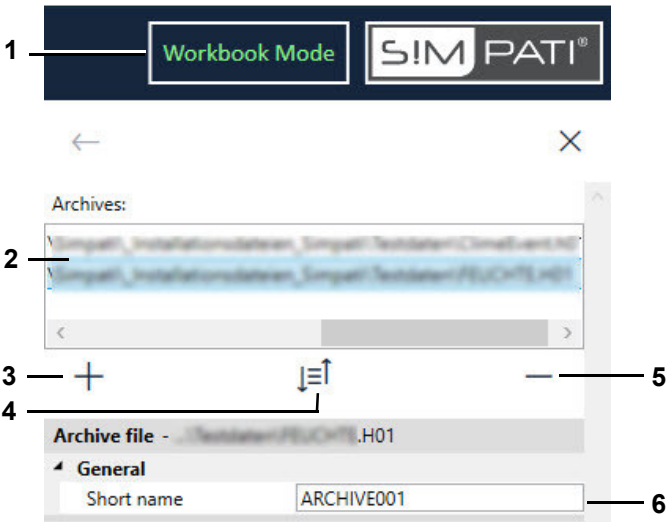 1
Workbook Mode
S!MPATI®
Archives:
2
3
4
5
Archive file - .H01
General
Short name ARCHIVE001
6